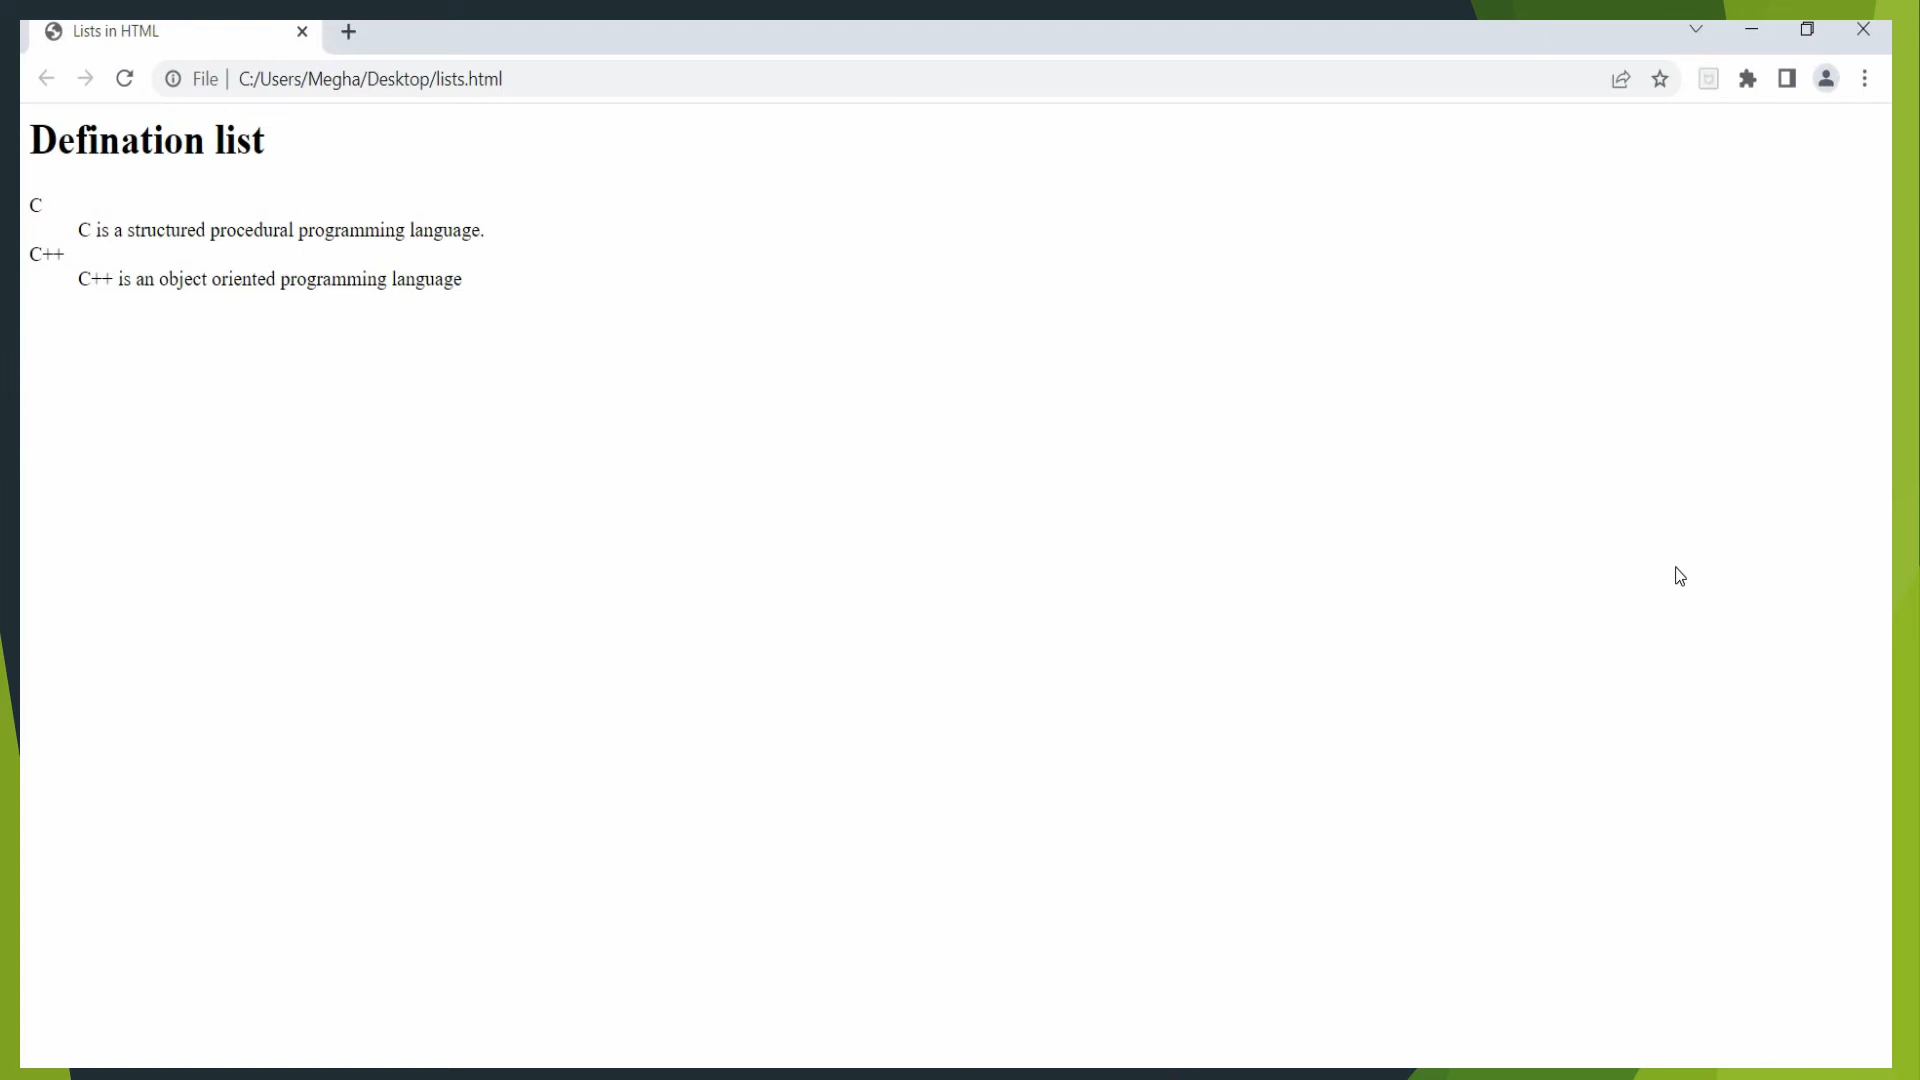 Lists in HTML
File | C:/Users/Megha/Desktop/lists.html
Defination list
C
C is a structured procedural programming language.
C++
C++ is an object oriented programming language